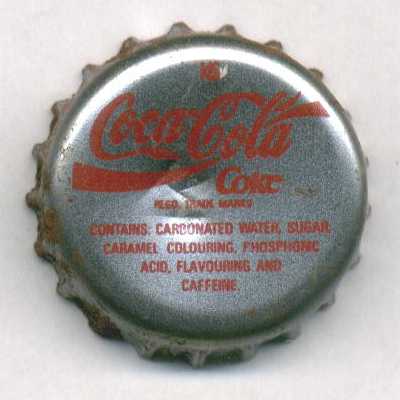 Coca-Cola
Coke
REGD. TRADE MARKS
CONTAINS: CARBONATED WATER, SUGAR,
CARAMEL COLOURING, PHOSPHORIC
ACID, FLAVOURING AND
CAFFEINE.